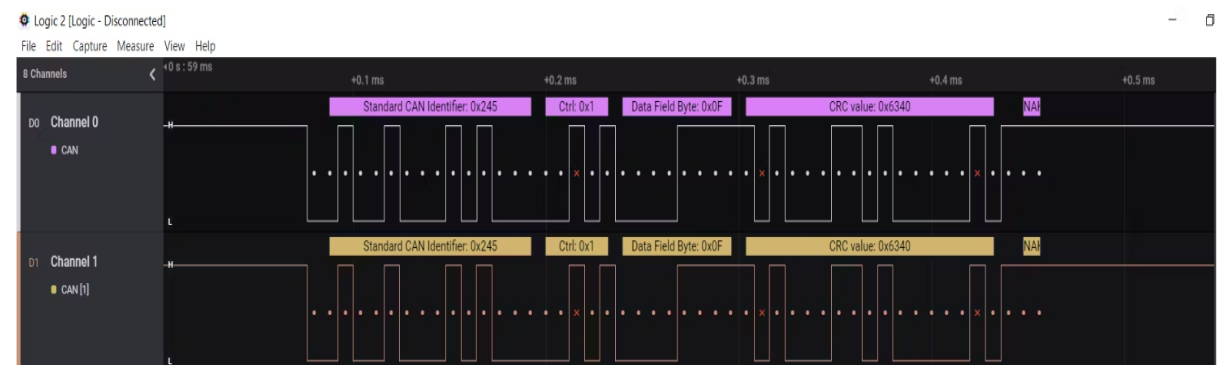 Logic 2 [Logic - Disconnected]
File Edit Capture Measure View Help
8 Channels
0 s : 59 ms
+0.1 ms +0.2 ms +0.3 ms +0.4 ms +0.5 ms
Standard CAN Identifier: 0x245 Ctrl: 0x1 Data Field Byte: 0x0F CRC value: 0x6340 NAK
D0 Channel 0 H
CAN
L
Standard CAN Identifier: 0x245 Ctrl: 0x1 Data Field Byte: 0x0F CRC value: 0x6340 NAK
D1 Channel 1 H
CAN [1]
L